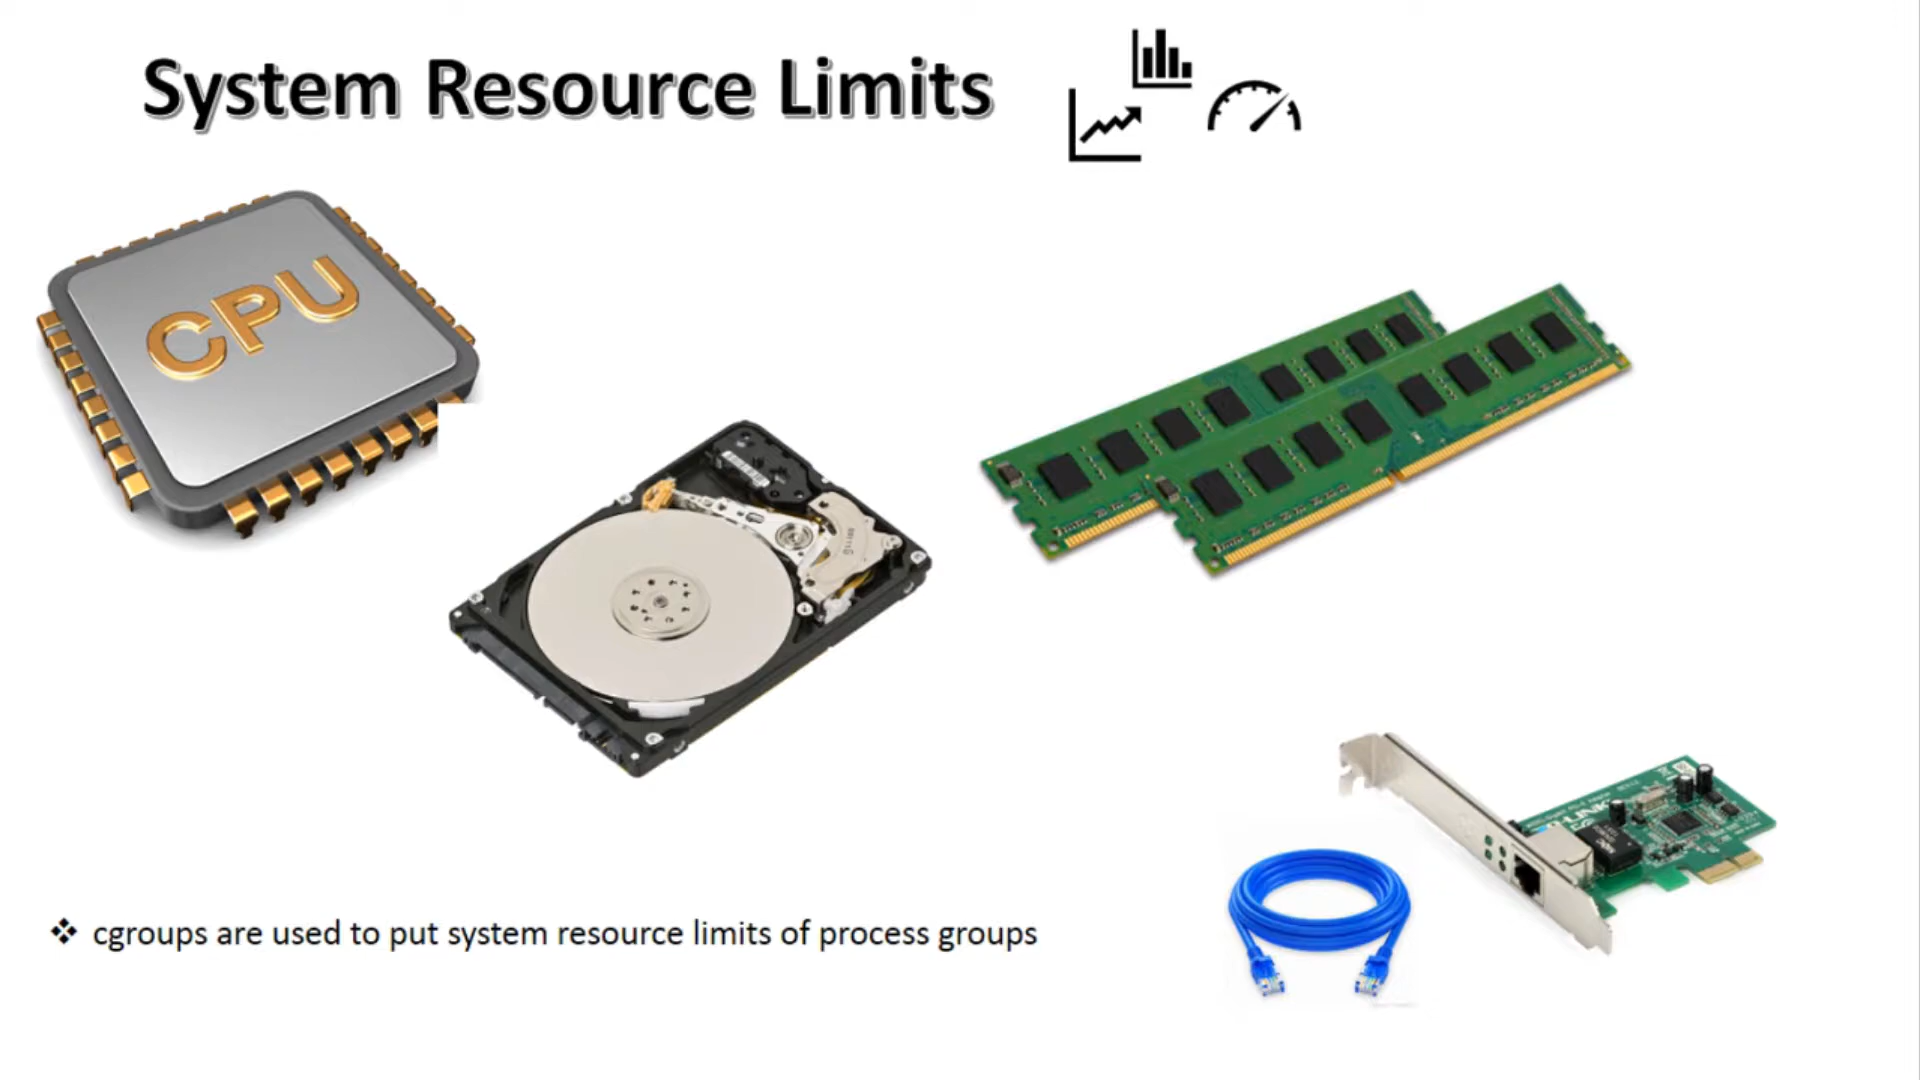 System Resource Limits
CPU
cgroups are used to put system resource limits of process groups